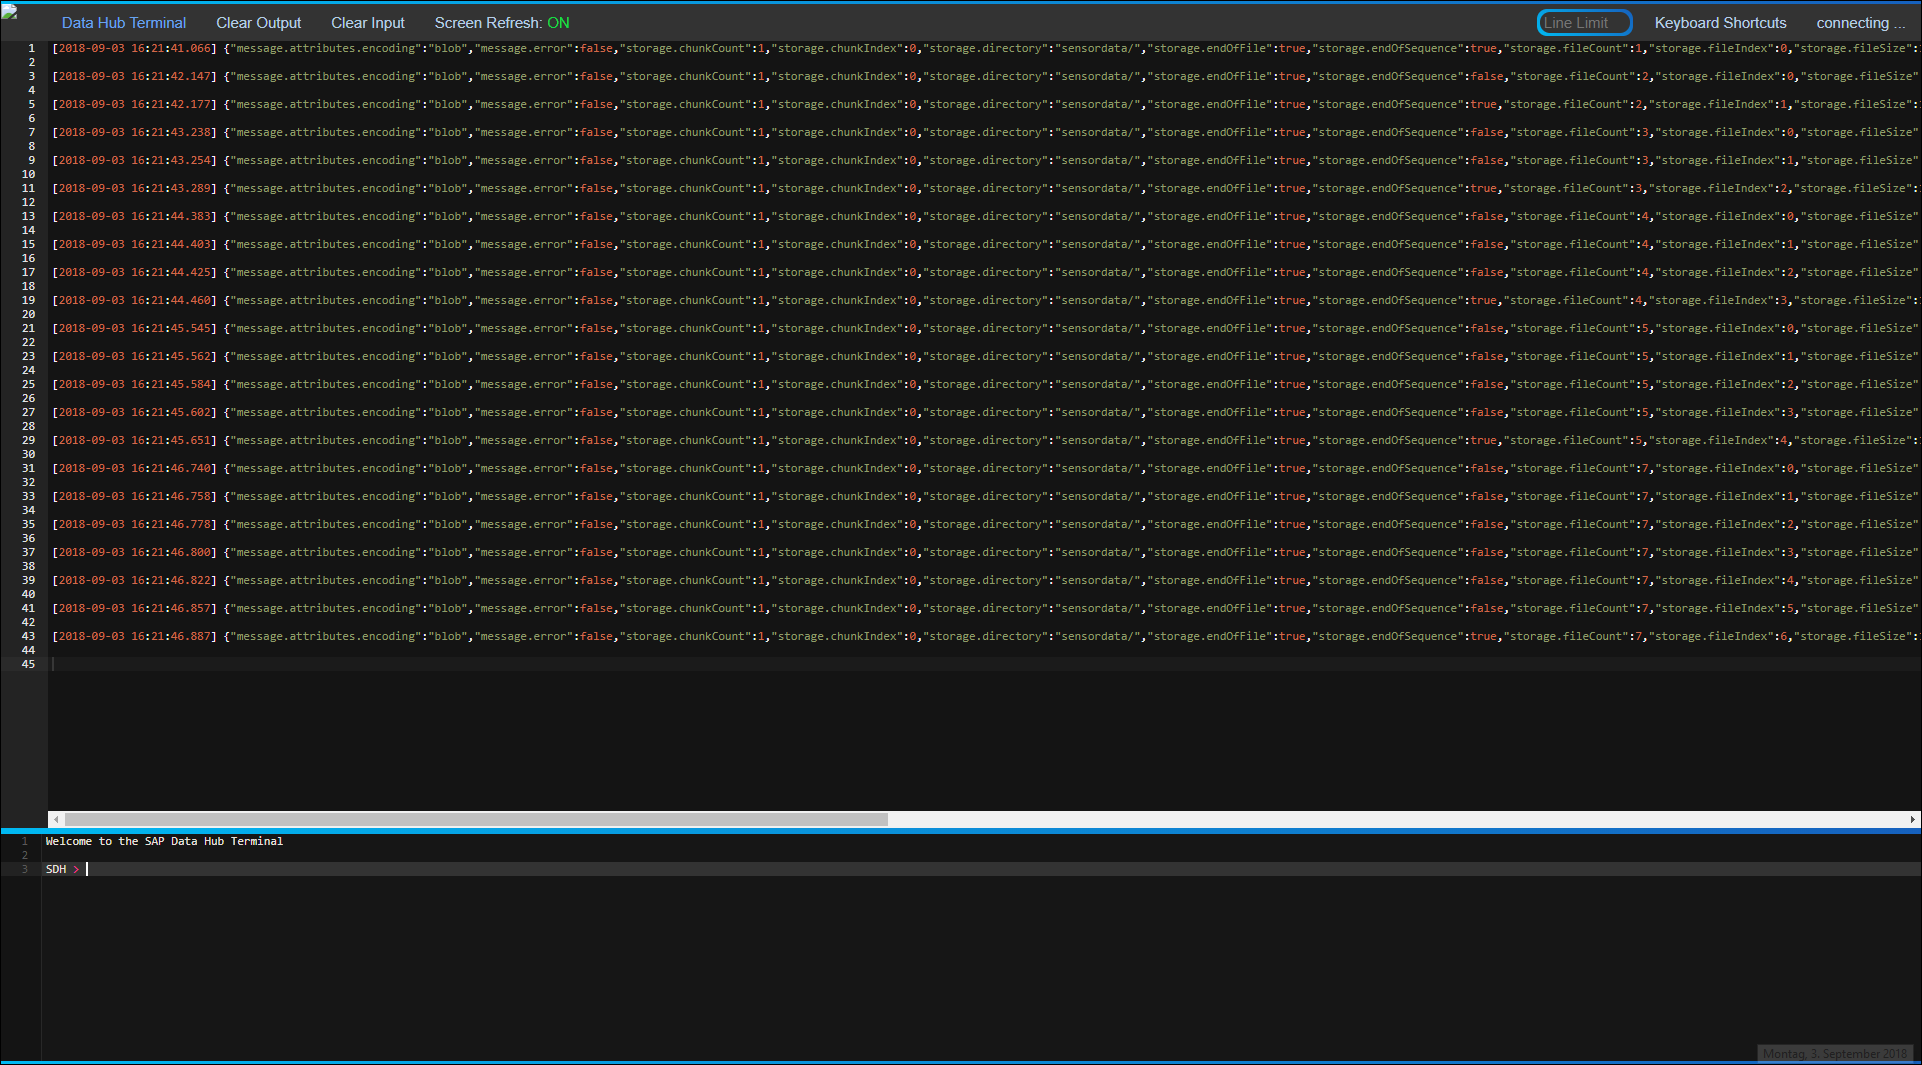 Data Hub Terminal Clear Output Clear Input Screen Refresh: ON Line Limit Keyboard Shortcuts connecting ...
1 [2018-09-03 16:21:41.066] {"message.attributes.encoding":"blob","message.error":false,"storage.chunkCount":1,"storage.chunkIndex":0,"storage.directory":"sensordata/","storage.endOfFile":true,"storage.endOfSequence":true,"storage.fileCount":1,"storage.fileIndex":0,"storage.fileSize":
2
3 [2018-09-03 16:21:42.147] {"message.attributes.encoding":"blob","message.error":false,"storage.chunkCount":1,"storage.chunkIndex":0,"storage.directory":"sensordata/","storage.endOfFile":true,"storage.endOfSequence":false,"storage.fileCount":2,"storage.fileIndex":0,"storage.fileSize"
4
5 [2018-09-03 16:21:42.177] {"message.attributes.encoding":"blob","message.error":false,"storage.chunkCount":1,"storage.chunkIndex":0,"storage.directory":"sensordata/","storage.endOfFile":true,"storage.endOfSequence":true,"storage.fileCount":2,"storage.fileIndex":1,"storage.fileSize":
6
7 [2018-09-03 16:21:43.238] {"message.attributes.encoding":"blob","message.error":false,"storage.chunkCount":1,"storage.chunkIndex":0,"storage.directory":"sensordata/","storage.endOfFile":true,"storage.endOfSequence":false,"storage.fileCount":3,"storage.fileIndex":0,"storage.fileSize"
8
9 [2018-09-03 16:21:43.254] {"message.attributes.encoding":"blob","message.error":false,"storage.chunkCount":1,"storage.chunkIndex":0,"storage.directory":"sensordata/","storage.endOfFile":true,"storage.endOfSequence":false,"storage.fileCount":3,"storage.fileIndex":1,"storage.fileSize"
10
11 [2018-09-03 16:21:43.289] {"message.attributes.encoding":"blob","message.error":false,"storage.chunkCount":1,"storage.chunkIndex":0,"storage.directory":"sensordata/","storage.endOfFile":true,"storage.endOfSequence":true,"storage.fileCount":3,"storage.fileIndex":2,"storage.fileSize":
12
13 [2018-09-03 16:21:44.383] {"message.attributes.encoding":"blob","message.error":false,"storage.chunkCount":1,"storage.chunkIndex":0,"storage.directory":"sensordata/","storage.endOfFile":true,"storage.endOfSequence":false,"storage.fileCount":4,"storage.fileIndex":0,"storage.fileSize"
14
15 [2018-09-03 16:21:44.403] {"message.attributes.encoding":"blob","message.error":false,"storage.chunkCount":1,"storage.chunkIndex":0,"storage.directory":"sensordata/","storage.endOfFile":true,"storage.endOfSequence":false,"storage.fileCount":4,"storage.fileIndex":1,"storage.fileSize"
16
17 [2018-09-03 16:21:44.425] {"message.attributes.encoding":"blob","message.error":false,"storage.chunkCount":1,"storage.chunkIndex":0,"storage.directory":"sensordata/","storage.endOfFile":true,"storage.endOfSequence":false,"storage.fileCount":4,"storage.fileIndex":2,"storage.fileSize"
18
19 [2018-09-03 16:21:44.460] {"message.attributes.encoding":"blob","message.error":false,"storage.chunkCount":1,"storage.chunkIndex":0,"storage.directory":"sensordata/","storage.endOfFile":true,"storage.endOfSequence":true,"storage.fileCount":4,"storage.fileIndex":3,"storage.fileSize":
20
21 [2018-09-03 16:21:45.545] {"message.attributes.encoding":"blob","message.error":false,"storage.chunkCount":1,"storage.chunkIndex":0,"storage.directory":"sensordata/","storage.endOfFile":true,"storage.endOfSequence":false,"storage.fileCount":5,"storage.fileIndex":0,"storage.fileSize"
22
23 [2018-09-03 16:21:45.562] {"message.attributes.encoding":"blob","message.error":false,"storage.chunkCount":1,"storage.chunkIndex":0,"storage.directory":"sensordata/","storage.endOfFile":true,"storage.endOfSequence":false,"storage.fileCount":5,"storage.fileIndex":1,"storage.fileSize"
24
25 [2018-09-03 16:21:45.584] {"message.attributes.encoding":"blob","message.error":false,"storage.chunkCount":1,"storage.chunkIndex":0,"storage.directory":"sensordata/","storage.endOfFile":true,"storage.endOfSequence":false,"storage.fileCount":5,"storage.fileIndex":2,"storage.fileSize"
26
27 [2018-09-03 16:21:45.602] {"message.attributes.encoding":"blob","message.error":false,"storage.chunkCount":1,"storage.chunkIndex":0,"storage.directory":"sensordata/","storage.endOfFile":true,"storage.endOfSequence":false,"storage.fileCount":5,"storage.fileIndex":3,"storage.fileSize"
28
29 [2018-09-03 16:21:45.651] {"message.attributes.encoding":"blob","message.error":false,"storage.chunkCount":1,"storage.chunkIndex":0,"storage.directory":"sensordata/","storage.endOfFile":true,"storage.endOfSequence":true,"storage.fileCount":5,"storage.fileIndex":4,"storage.fileSize":
30
31 [2018-09-03 16:21:46.740] {"message.attributes.encoding":"blob","message.error":false,"storage.chunkCount":1,"storage.chunkIndex":0,"storage.directory":"sensordata/","storage.endOfFile":true,"storage.endOfSequence":false,"storage.fileCount":7,"storage.fileIndex":0,"storage.fileSize"
32
33 [2018-09-03 16:21:46.758] {"message.attributes.encoding":"blob","message.error":false,"storage.chunkCount":1,"storage.chunkIndex":0,"storage.directory":"sensordata/","storage.endOfFile":true,"storage.endOfSequence":false,"storage.fileCount":7,"storage.fileIndex":1,"storage.fileSize"
34
35 [2018-09-03 16:21:46.778] {"message.attributes.encoding":"blob","message.error":false,"storage.chunkCount":1,"storage.chunkIndex":0,"storage.directory":"sensordata/","storage.endOfFile":true,"storage.endOfSequence":false,"storage.fileCount":7,"storage.fileIndex":2,"storage.fileSize"
36
37 [2018-09-03 16:21:46.800] {"message.attributes.encoding":"blob","message.error":false,"storage.chunkCount":1,"storage.chunkIndex":0,"storage.directory":"sensordata/","storage.endOfFile":true,"storage.endOfSequence":false,"storage.fileCount":7,"storage.fileIndex":3,"storage.fileSize"
38
39 [2018-09-03 16:21:46.822] {"message.attributes.encoding":"blob","message.error":false,"storage.chunkCount":1,"storage.chunkIndex":0,"storage.directory":"sensordata/","storage.endOfFile":true,"storage.endOfSequence":false,"storage.fileCount":7,"storage.fileIndex":4,"storage.fileSize"
40
41 [2018-09-03 16:21:46.857] {"message.attributes.encoding":"blob","message.error":false,"storage.chunkCount":1,"storage.chunkIndex":0,"storage.directory":"sensordata/","storage.endOfFile":true,"storage.endOfSequence":false,"storage.fileCount":7,"storage.fileIndex":5,"storage.fileSize"
42
43 [2018-09-03 16:21:46.887] {"message.attributes.encoding":"blob","message.error":false,"storage.chunkCount":1,"storage.chunkIndex":0,"storage.directory":"sensordata/","storage.endOfFile":true,"storage.endOfSequence":true,"storage.fileCount":7,"storage.fileIndex":6,"storage.fileSize":
44
45
1 Welcome to the SAP Data Hub Terminal
2
3 SDH >
Montag, 3. September 2018